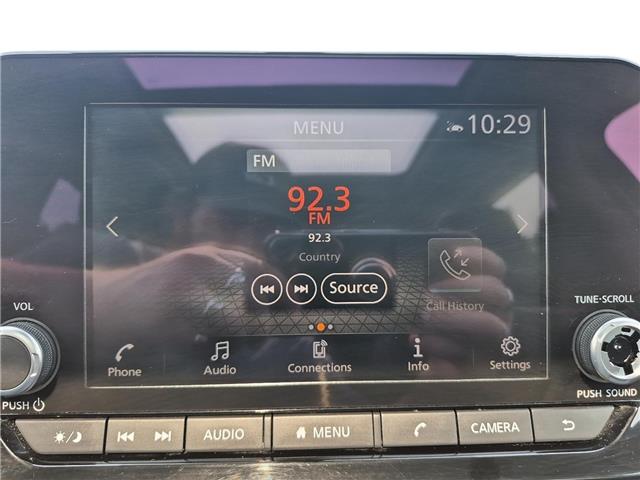 MENU 10:29
FM
92.3
FM
92.3
Country
Source
Call History
VOL TUNE·SCROLL
Phone Audio Connections Info Settings
PUSH PUSH SOUND
AUDIO MENU CAMERA